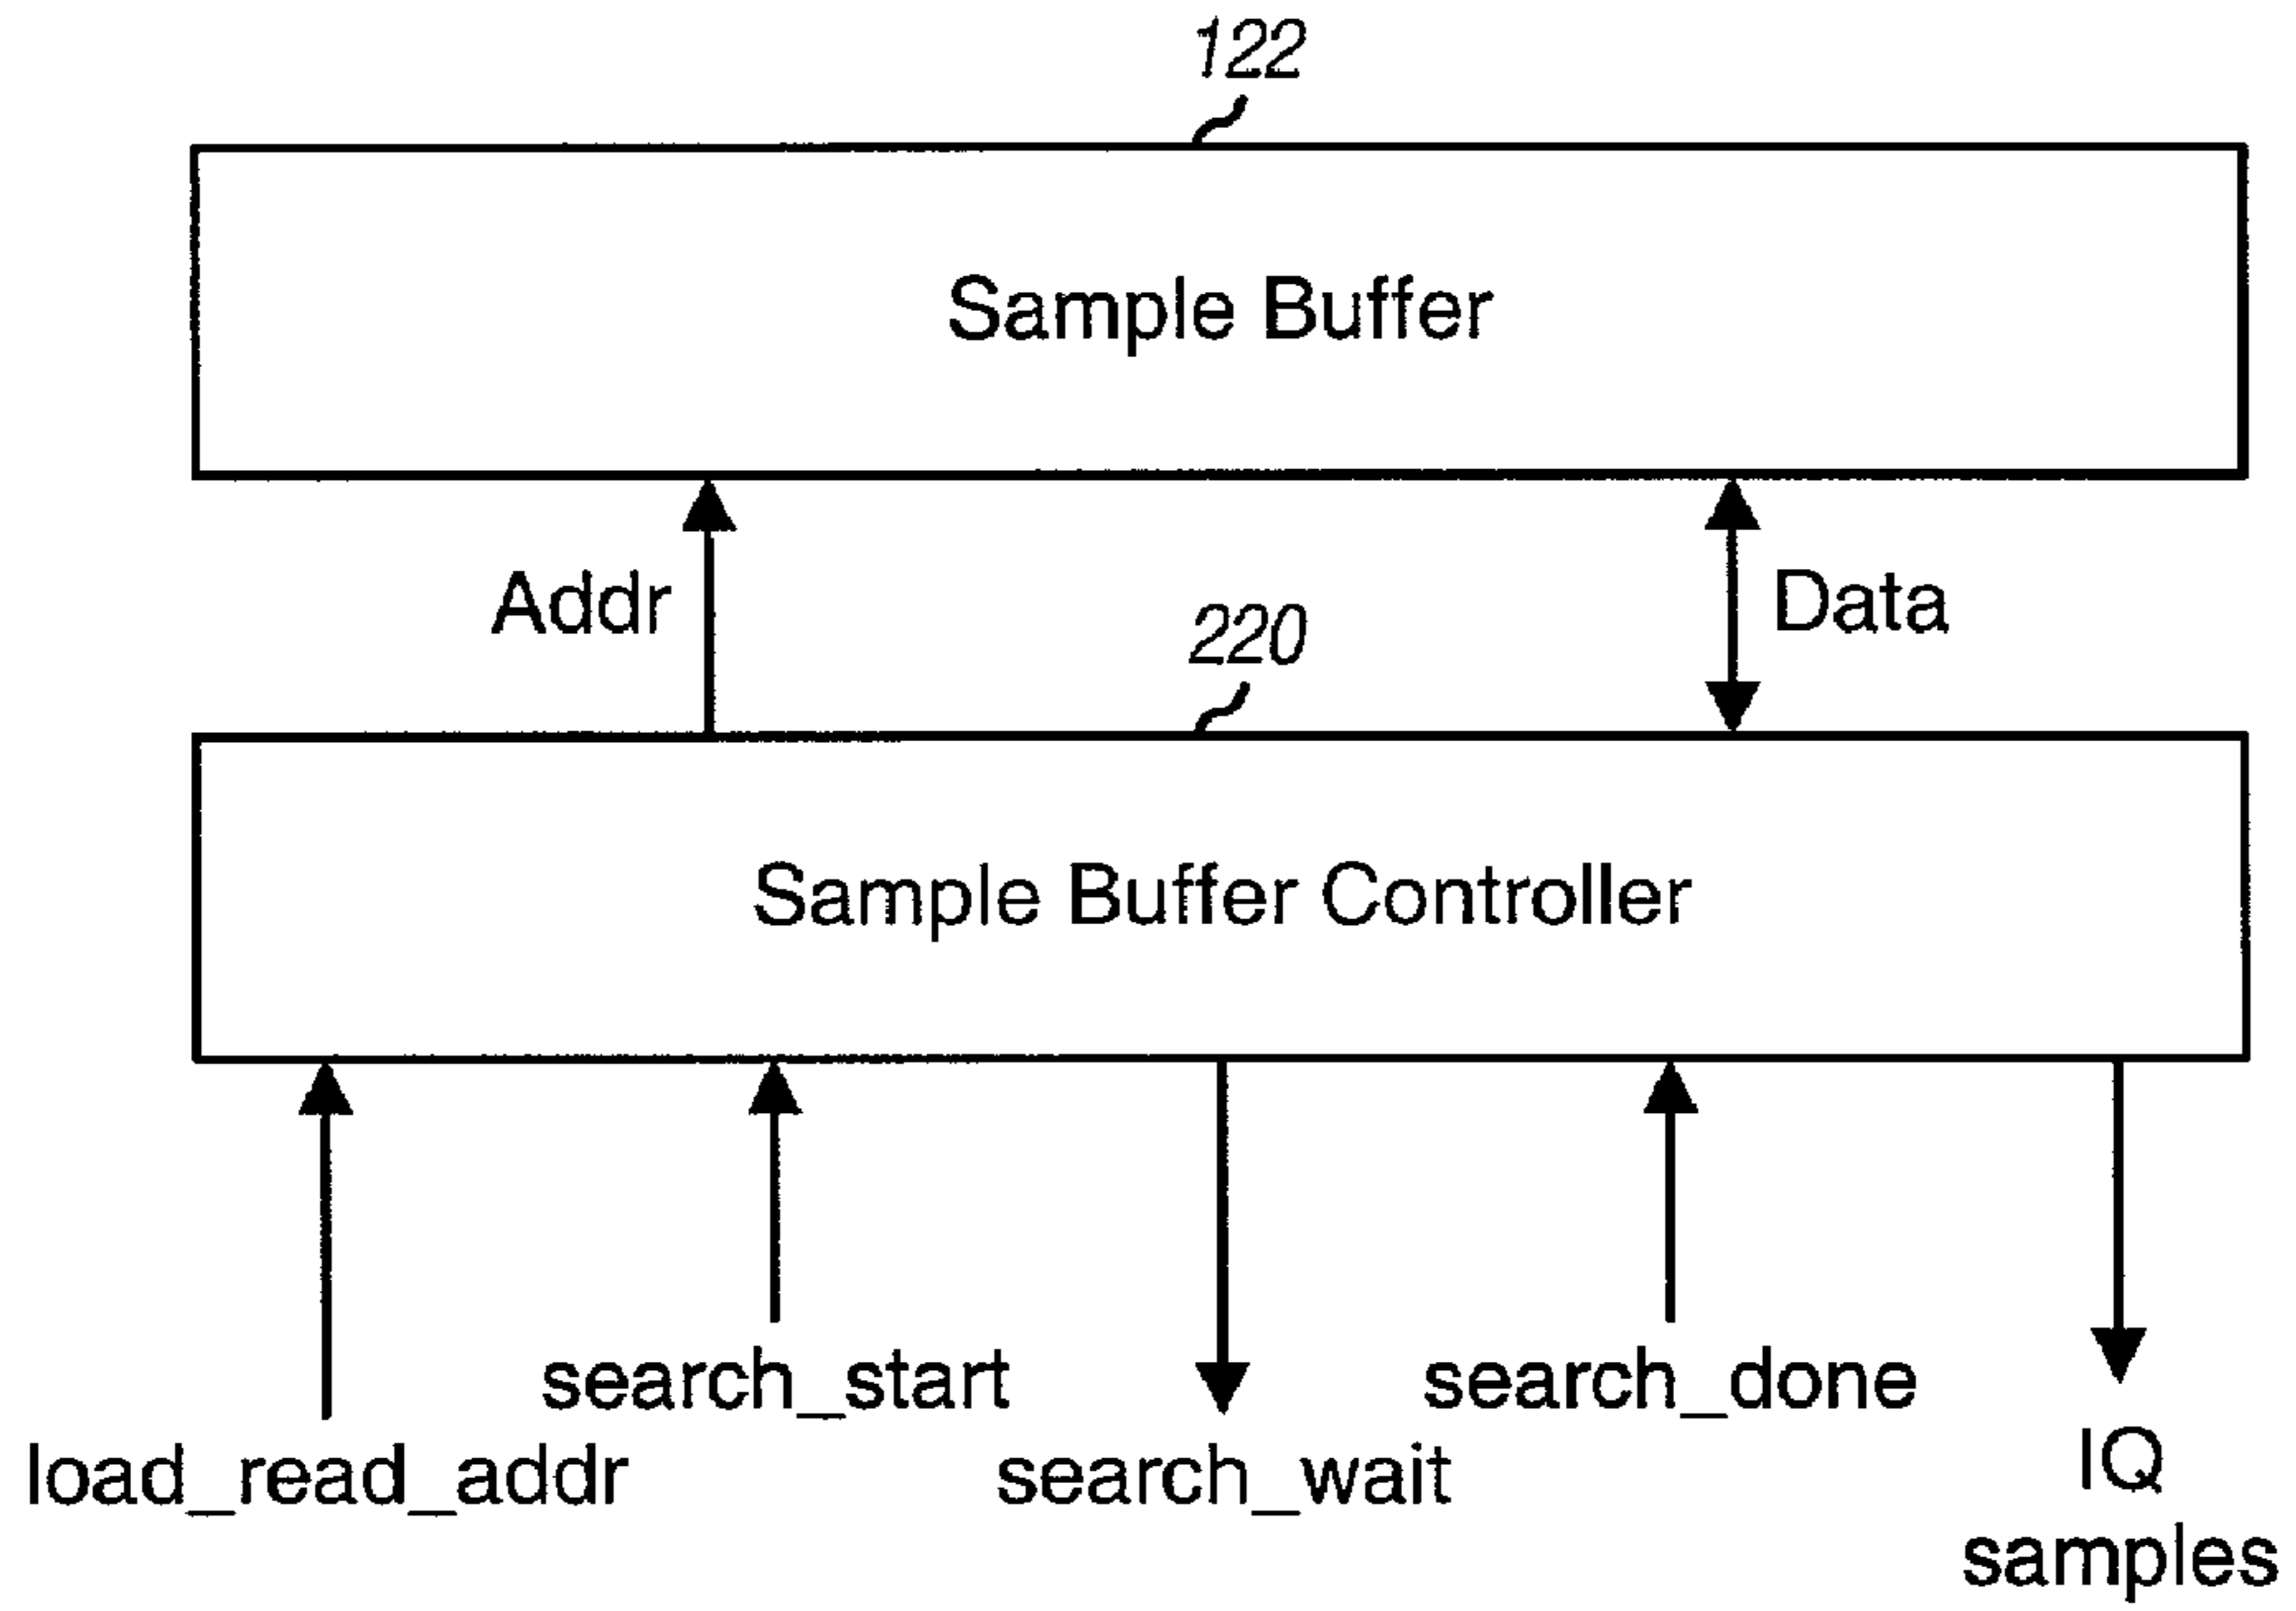 122
Sample Buffer
Addr
Data
220
Sample Buffer Controller
search_start
search_done
load_read_addr
search_wait
IQ
samples